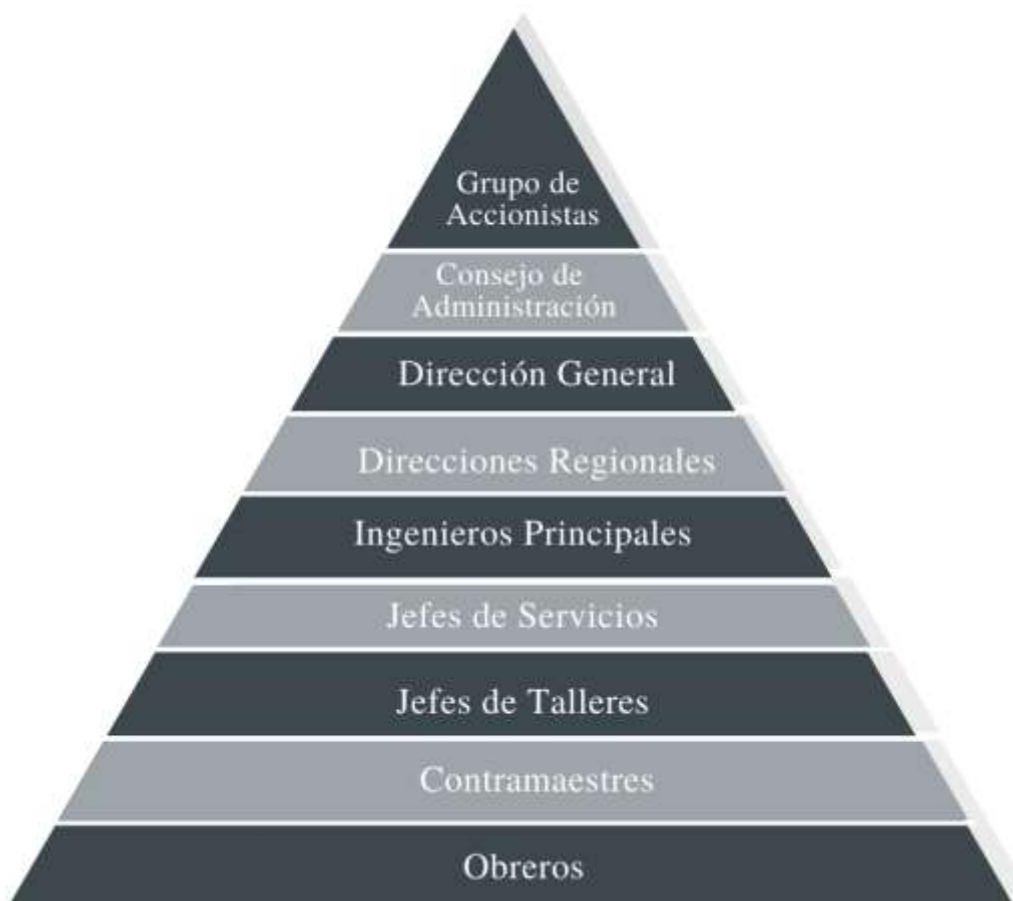 Grupo de
Accionistas
Consejo de
Administración
Dirección General
Direcciones Regionales
Ingenieros Principales
Jefes de Servicios
Jefes de Talleres
Contramaestres
Obreros